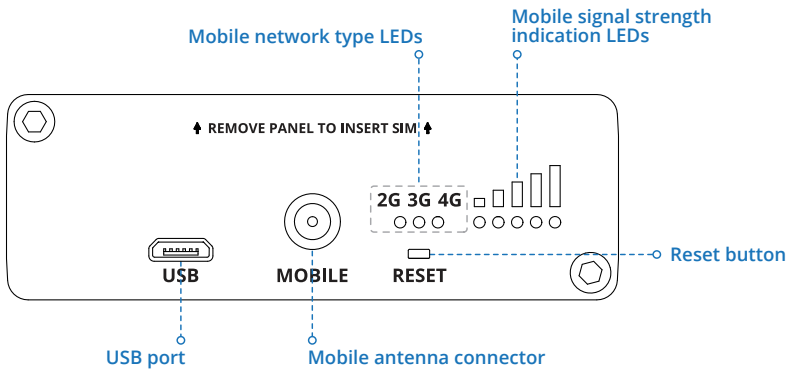 Mobile signal strength
indication LEDs
Mobile network type LEDs
REMOVE PANEL TO INSERT SIM
2G 3G 4G
USB
MOBILE
RESET
Reset button
USB port
Mobile antenna connector